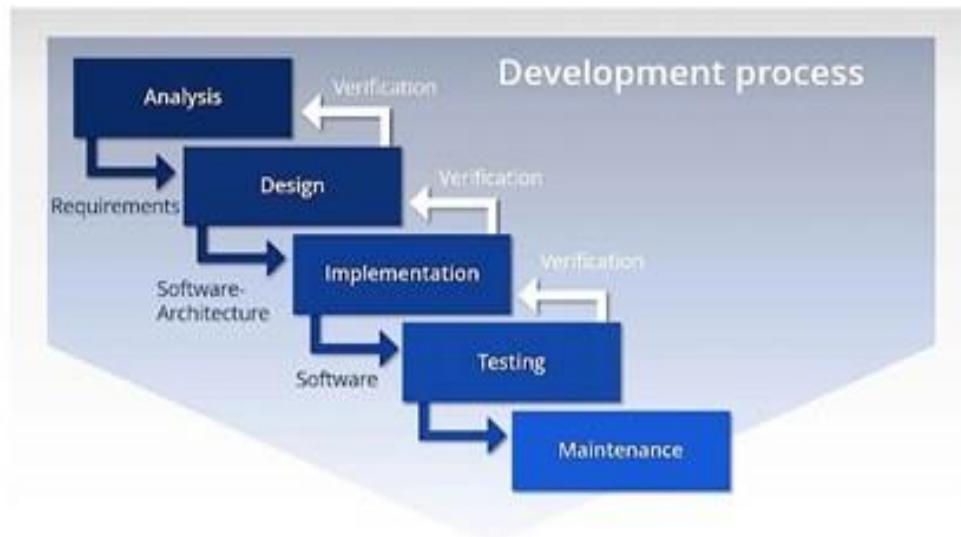 Development process
Analysis
Verification
Requirements
Design
Verification
Software-
Architecture
Implementation
Verification
Software
Testing
Maintenance